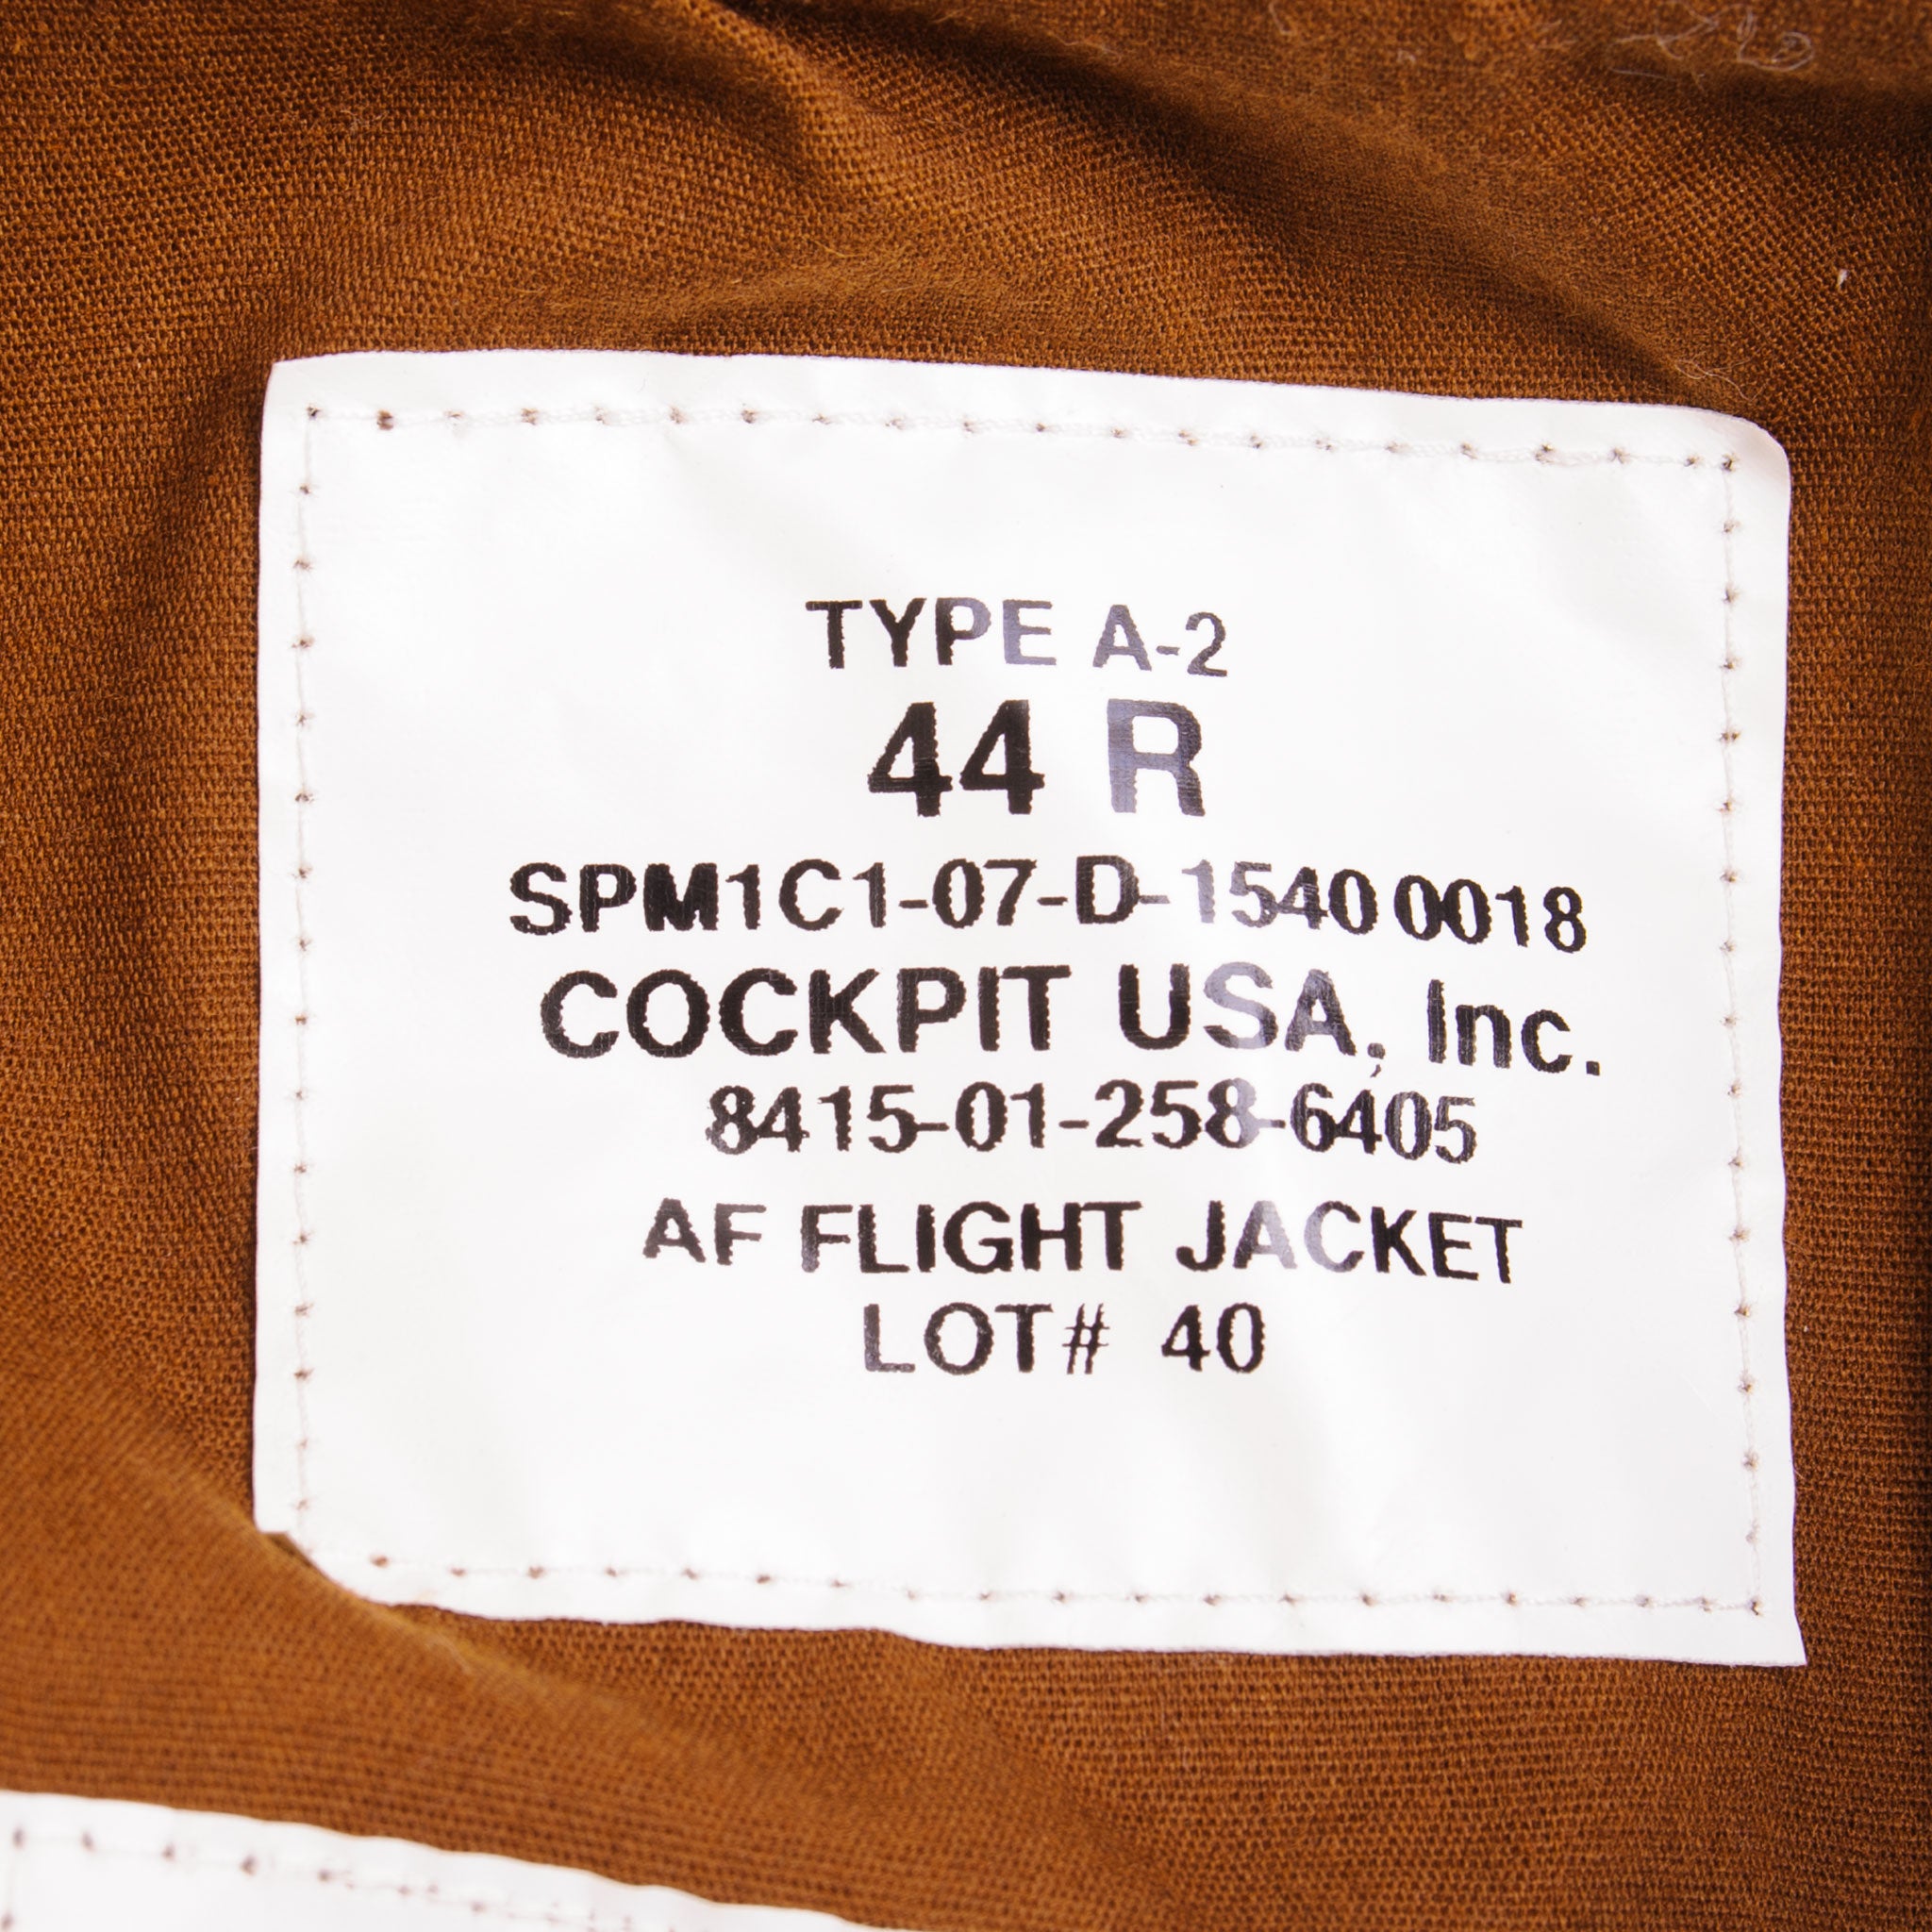 TYPE A-2
44 R
SPM1C1-07-D-1540 0018
COCKPIT USA, Inc.
8415-01-258-6405
AF FLIGHT JACKET
LOT# 40